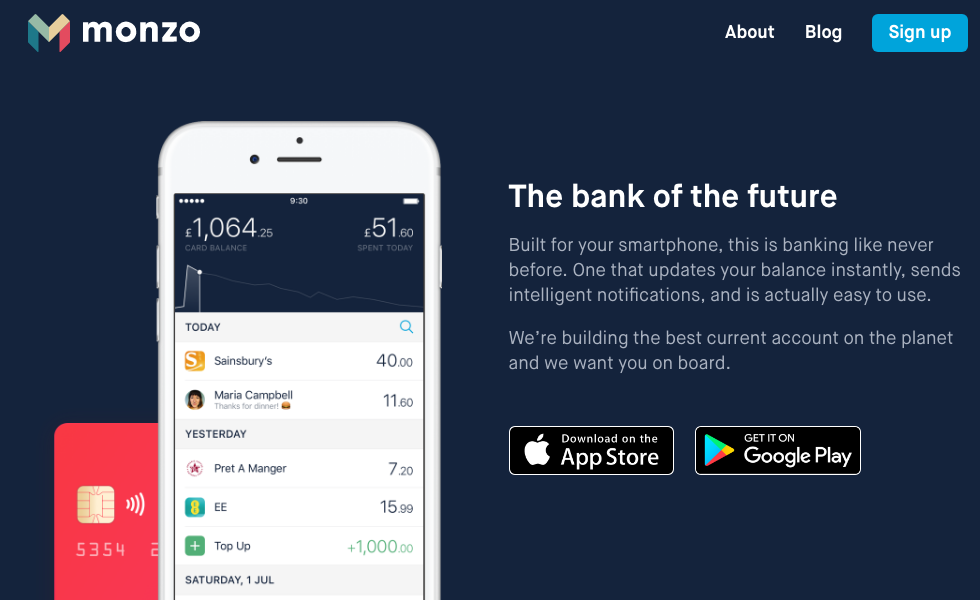 monzo
About
Blog
Sign up
9:30
£1,064.25
£51.60
CARD BALANCE
SPENT TODAY
TODAY
Sainsbury's
40.00
Maria Campbell
Thanks for dinner! 🍔
11.60
YESTERDAY
Pret A Manger
7.20
EE
15.99
Top Up
+1,000.00
SATURDAY, 1 JUL
5354
The bank of the future
Built for your smartphone, this is banking like never
before. One that updates your balance instantly, sends
intelligent notifications, and is actually easy to use.
We're building the best current account on the planet
and we want you on board.
Download on the
App Store
GET IT ON
Google Play